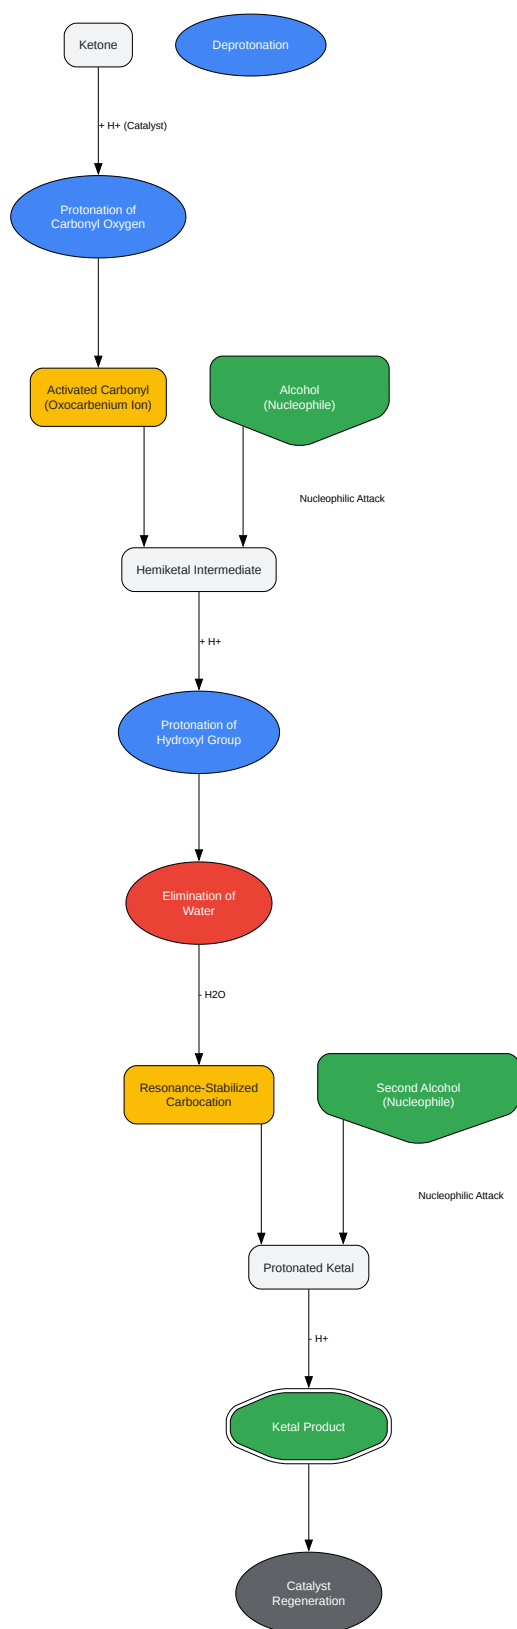 Ketone
Deprotonation
+ H+ (Catalyst)
Protonation of
Carbonyl Oxygen
Activated Carbonyl
(Oxocarbenium Ion)
Alcohol
(Nucleophile)
Nucleophilic Attack
Hemiketal Intermediate
+ H+
Protonation of
Hydroxyl Group
Elimination of
Water
- H2O
Resonance-Stabilized
Carbocation
Second Alcohol
(Nucleophile)
Nucleophilic Attack
Protonated Ketal
- H+
Ketal Product
Catalyst
Regeneration